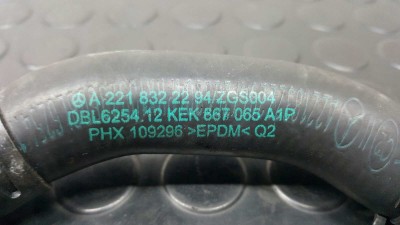 A 221 832 22 94 ZGS004
DBL6254.12 KEK 667 065 A1P
PHX 109296 >EPDM< Q2